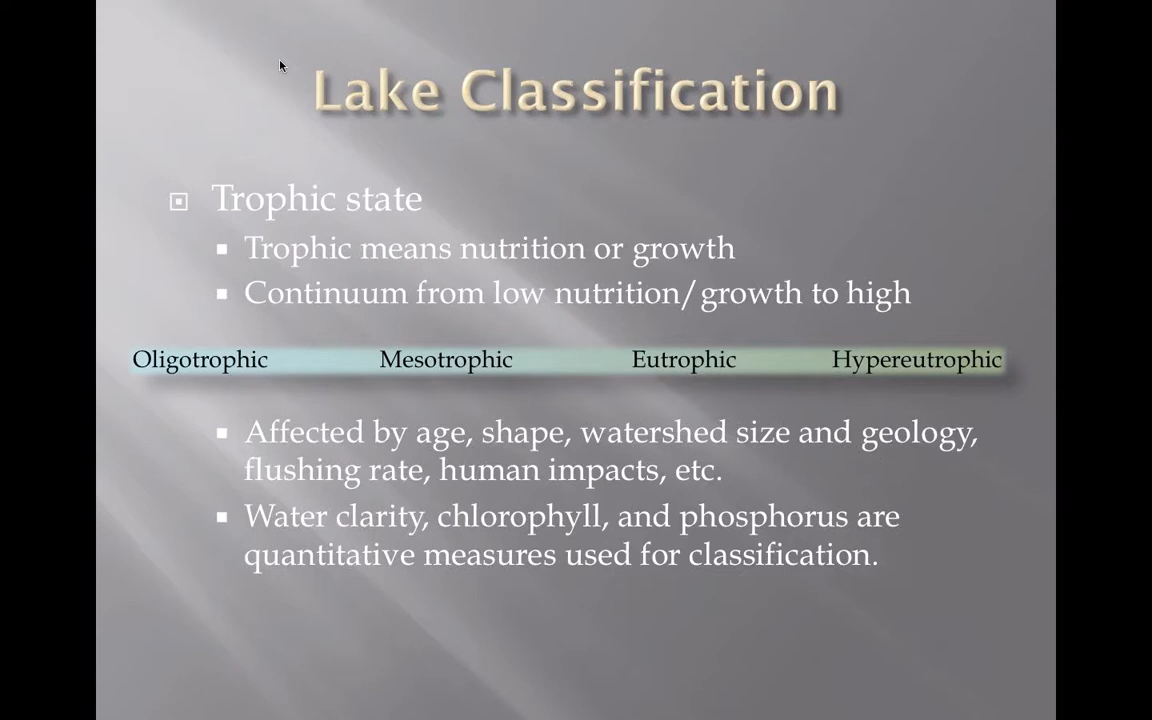 Lake Classification
Trophic state
Trophic means nutrition or growth
Continuum from low nutrition/growth to high
Oligotrophic Mesotrophic Eutrophic Hypereutrophic
Affected by age, shape, watershed size and geology,
flushing rate, human impacts, etc.
Water clarity, chlorophyll, and phosphorus are
quantitative measures used for classification.